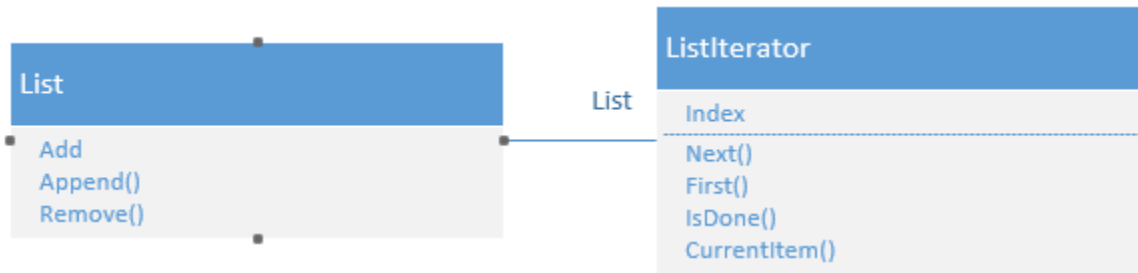 List
Add
Append()
Remove()
List
ListIterator
Index
Next()
First()
IsDone()
CurrentItem()